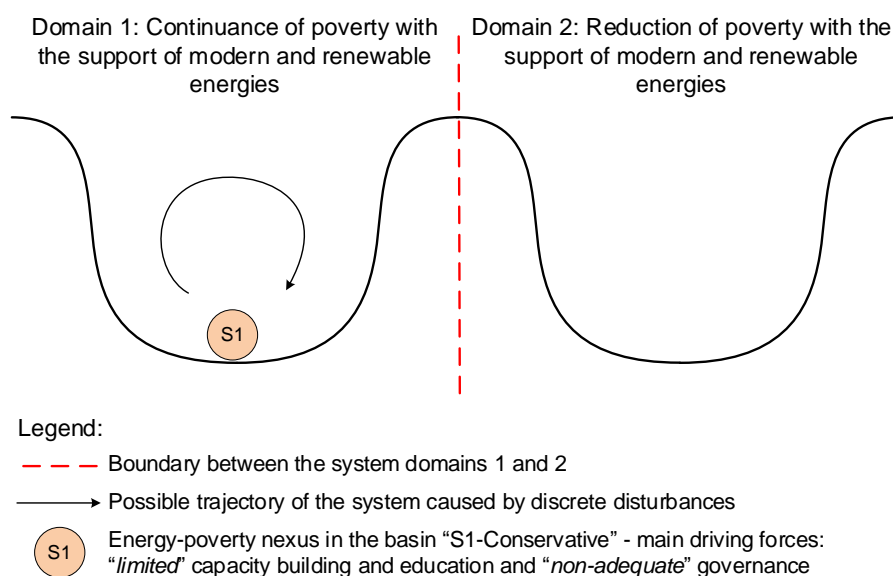 Domain 1: Continuance of poverty with
the support of modern and renewable
energies
Domain 2: Reduction of poverty with the
support of modern and renewable
energies
S1
Legend:
Boundary between the system domains 1 and 2
Possible trajectory of the system caused by discrete disturbances
S1
Energy-poverty nexus in the basin “S1-Conservative” - main driving forces:
“limited” capacity building and education and “non-adequate” governance